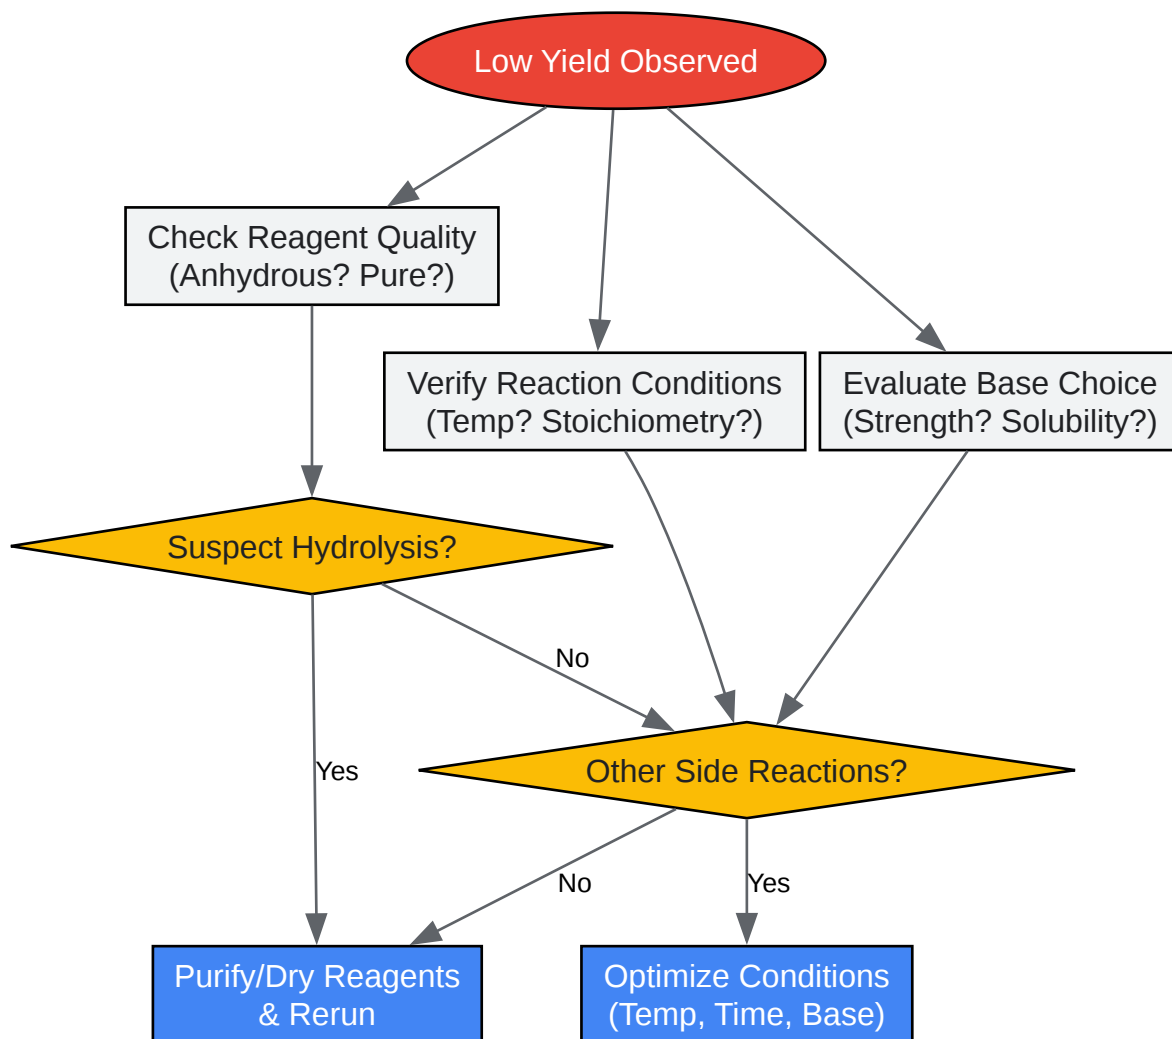 Low Yield Observed
Check Reagent Quality
(Anhydrous? Pure?)
Verify Reaction Conditions
(Temp? Stoichiometry?)
Evaluate Base Choice
(Strength? Solubility?)
Suspect Hydrolysis?
No
Yes
Other Side Reactions?
No
Yes
Purify/Dry Reagents
& Rerun
Optimize Conditions
(Temp, Time, Base)